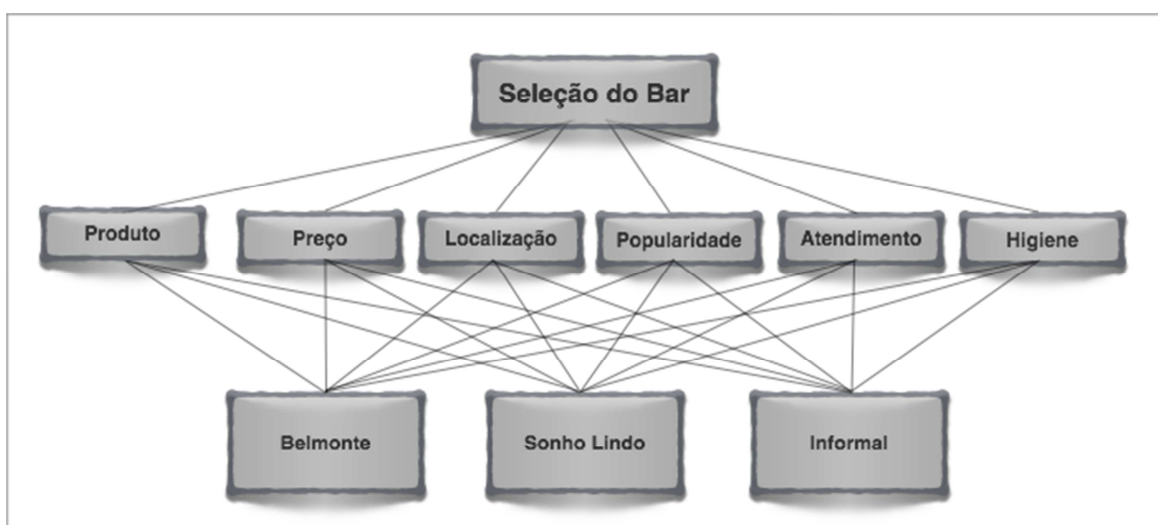 Seleção do Bar
Produto
Preço
Localização
Popularidade
Atendimento
Higiene
Belmonte
Sonho Lindo
Informal